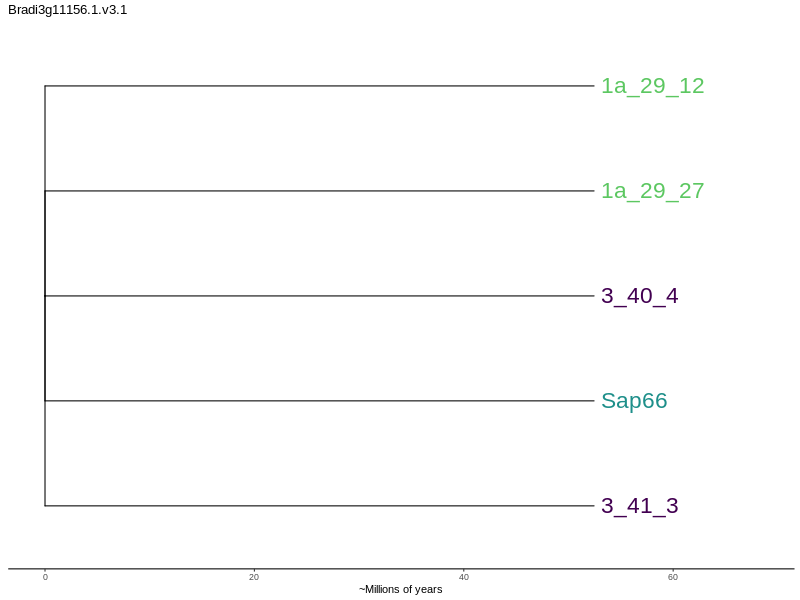 Bradi3g11156.1.v3.1
1a_29_12
1a_29_27
3_40_4
Sap66
3_41_3
0 20 40 60
~Millions of years